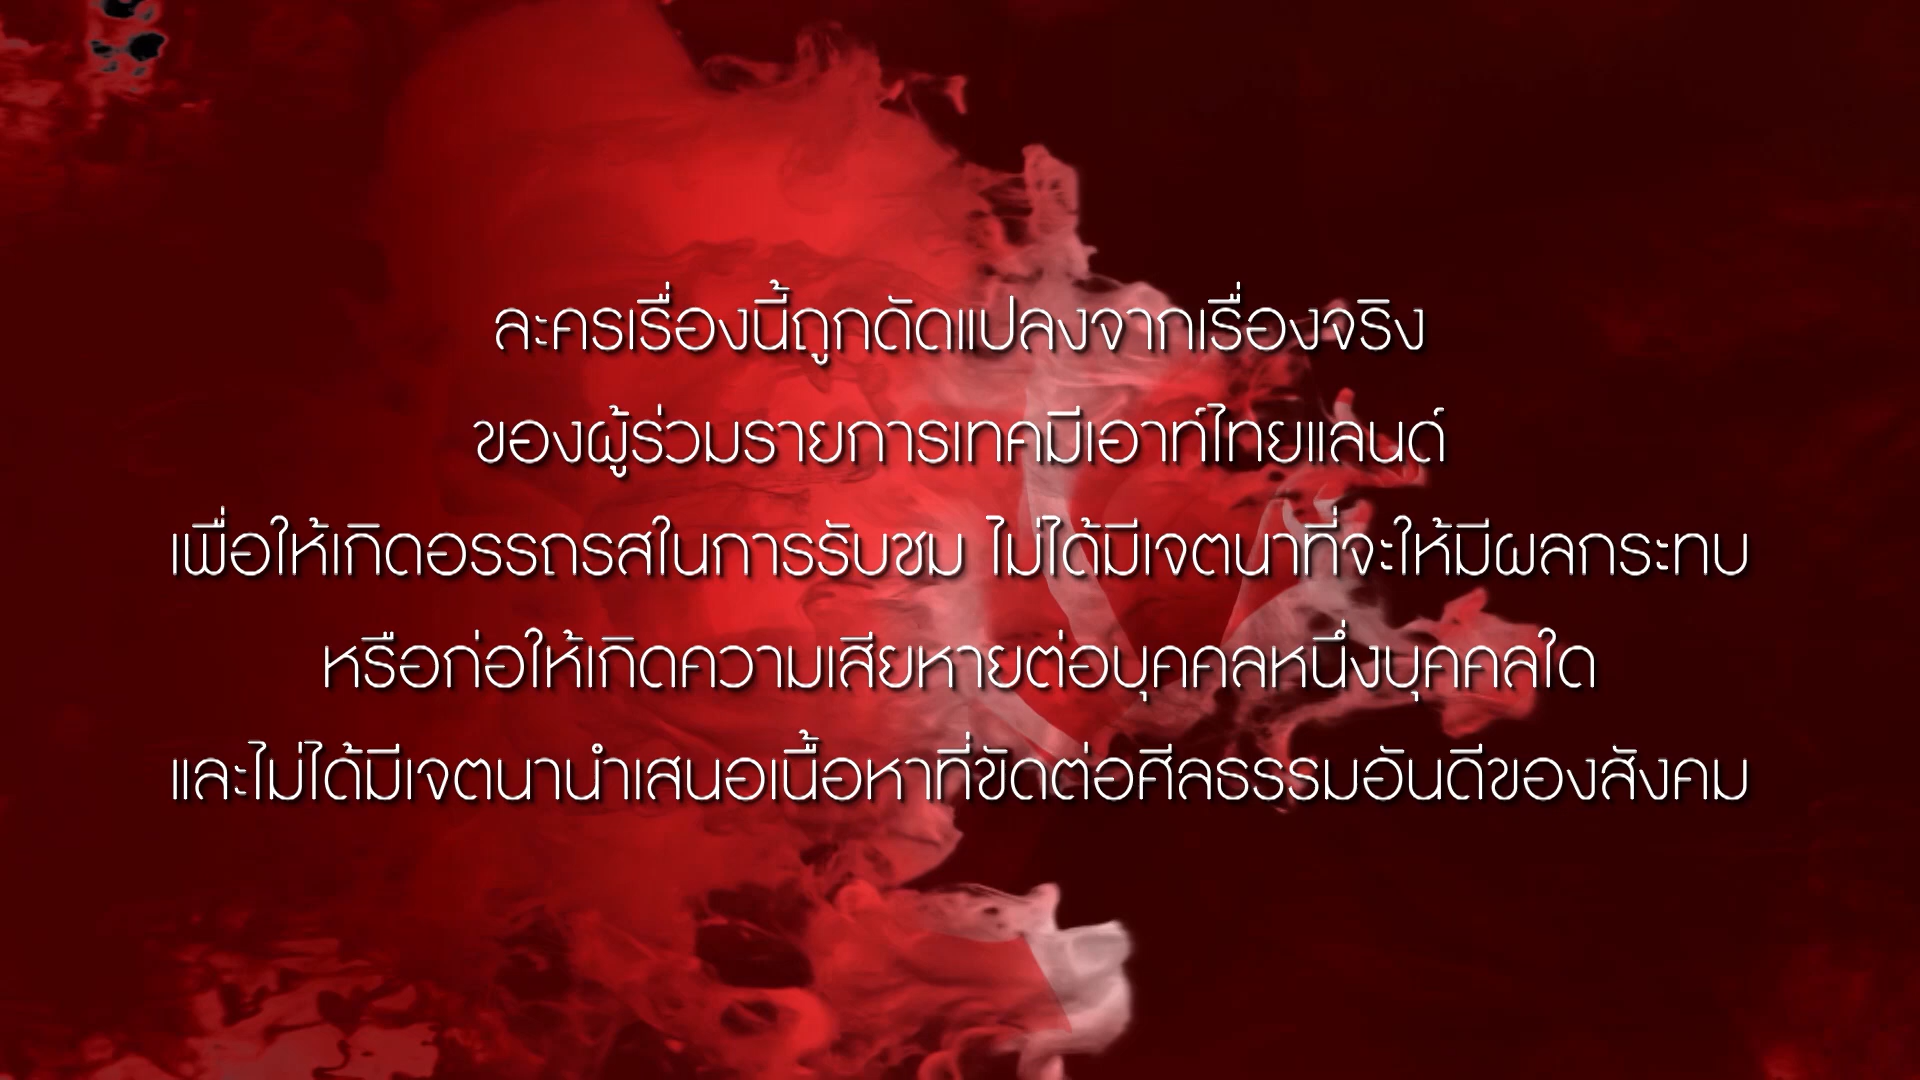 ละครเรื่องนี้ถูกดัดแปลงจากเรื่องจริง
ของผู้ร่วมรายการเทคมีเอาท์ไทยแลนด์
เพื่อให้เกิดอรรถรสในการรับชม ไม่ได้มีเจตนาที่จะให้มีผลกระทบ
หรือก่อให้เกิดความเสียหายต่อบุคคลหนึ่งบุคคลใด
และไม่ได้มีเจตนานำเสนอเนื้อหาที่ขัดต่อศีลธรรมอันดีของสังคม